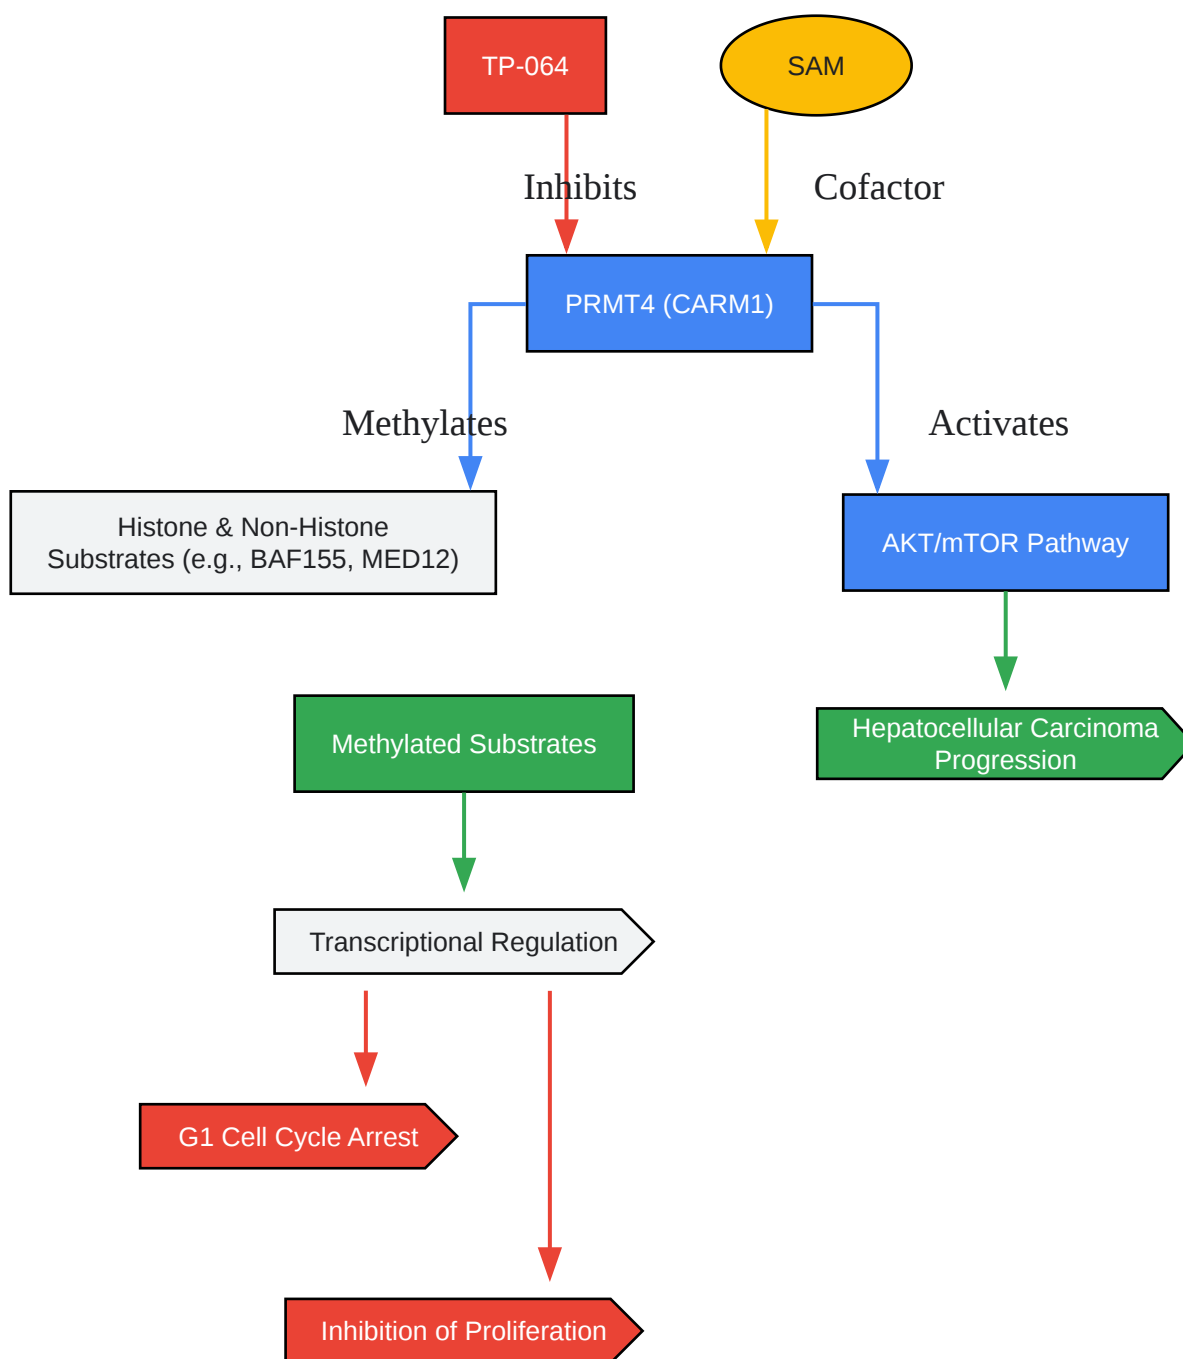 TP-064
SAM
Inhibits
Cofactor
PRMT4 (CARM1)
Methylates
Activates
Histone & Non-Histone
Substrates (e.g., BAF155, MED12)
AKT/mTOR Pathway
Hepatocellular Carcinoma
Progression
Methylated Substrates
Transcriptional Regulation
G1 Cell Cycle Arrest
Inhibition of Proliferation